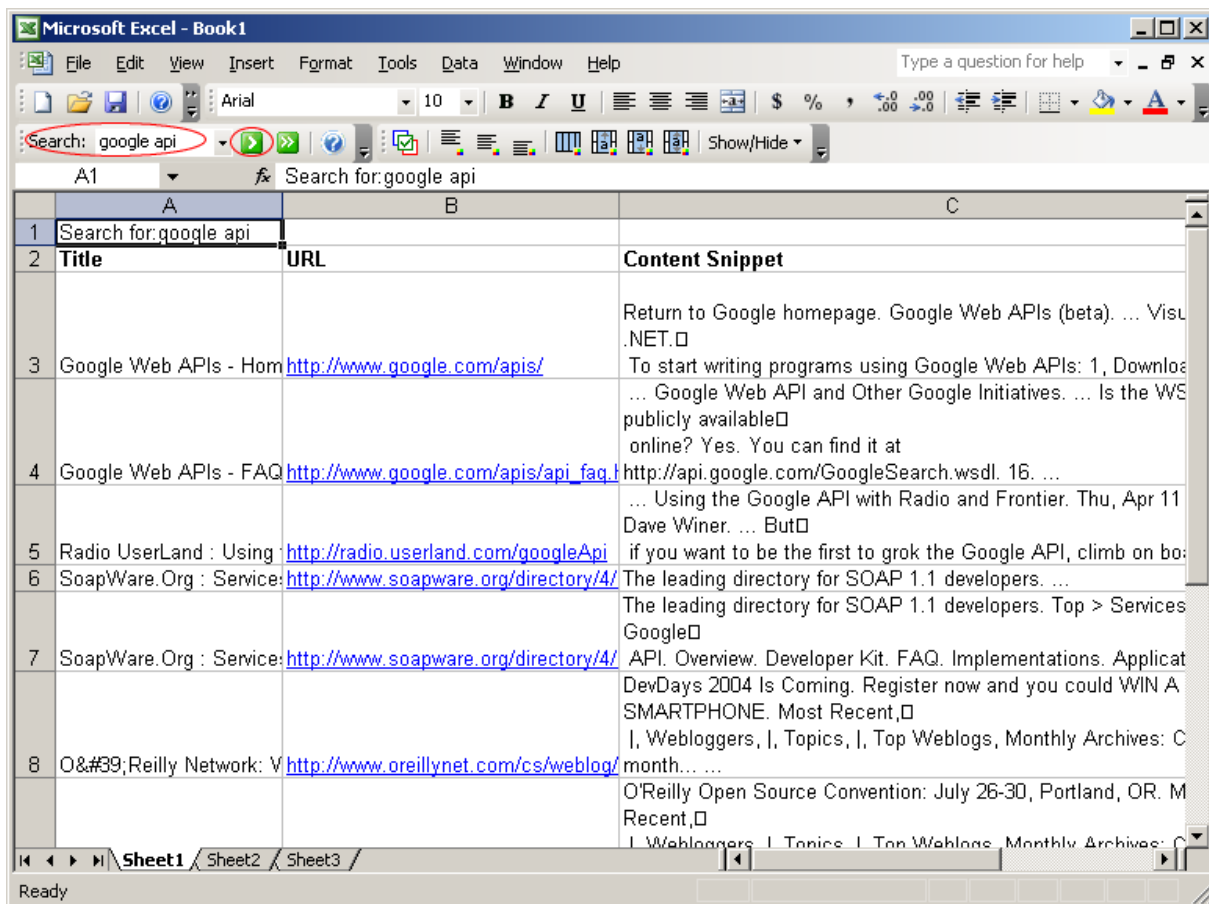 Microsoft Excel - Book1
File Edit View Insert Format Tools Data Window Help Type a question for help
Arial 10 B I U $ % , .00 .0
Search: google api Show/Hide
A1 fx Search for:google api
A B C
1 Search for:google api
2 Title URL Content Snippet
Return to Google homepage. Google Web APIs (beta). ... Visu
.NET.
3 Google Web APIs - Hom http://www.google.com/apis/ To start writing programs using Google Web APIs: 1, Downloa
... Google Web API and Other Google Initiatives. ... Is the WS
publicly available
online? Yes. You can find it at
4 Google Web APIs - FAQ http://www.google.com/apis/api_faq.h http://api.google.com/GoogleSearch.wsdl. 16. ...
... Using the Google API with Radio and Frontier. Thu, Apr 11
Dave Winer. ... But
5 Radio UserLand : Using http://radio.userland.com/googleApi if you want to be the first to grok the Google API, climb on boa
6 SoapWare.Org : Service http://www.soapware.org/directory/4/ The leading directory for SOAP 1.1 developers. ...
The leading directory for SOAP 1.1 developers. Top > Services
Google
7 SoapWare.Org : Service http://www.soapware.org/directory/4/ API. Overview. Developer Kit. FAQ. Implementations. Applicat
DevDays 2004 Is Coming. Register now and you could WIN A
SMARTPHONE. Most Recent,
|, Webloggers, |, Topics, |, Top Weblogs, Monthly Archives: C
8 O&#39;Reilly Network: V http://www.oreillynet.com/cs/weblog/ month... ...
O'Reilly Open Source Convention: July 26-30, Portland, OR. M
Recent,
|, Webloggers, |, Topics, |, Top Weblogs, Monthly Archives: C
Sheet1 Sheet2 Sheet3
Ready